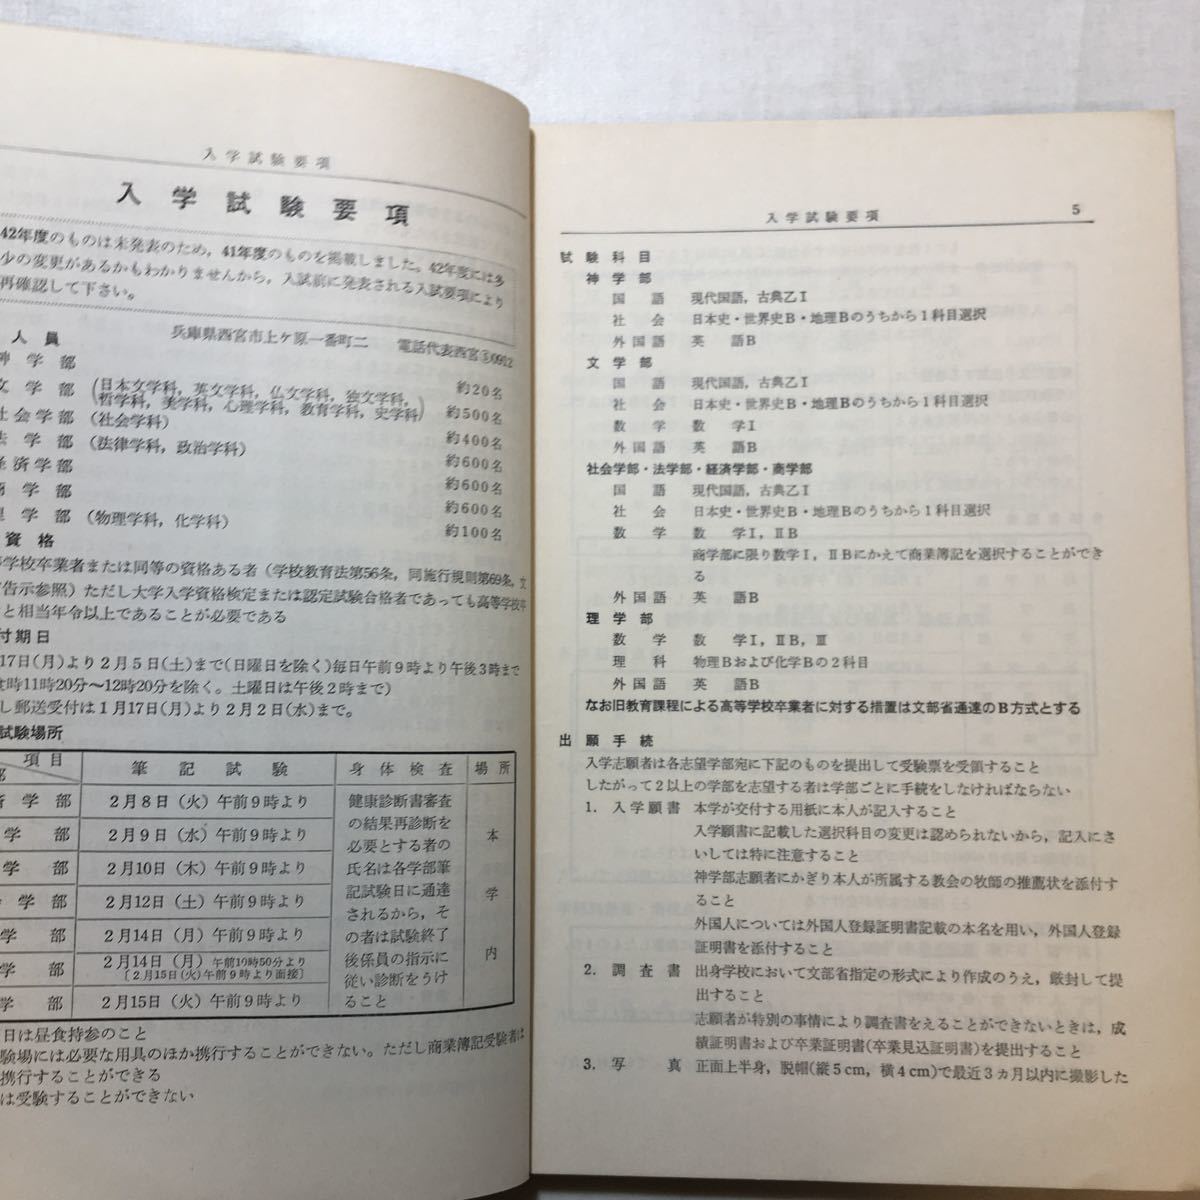 入学試験要項
入学試験要項
42年度のものは未発表のため，41年度のものを掲載しました。42年度には多
少の変更があるかもわかりませんから，入試前に発表される入試要項により
再確認して下さい。
人員
兵庫県西宮市上ケ原一番町二　電話代表西宮③0912
神学部　約20名
文学部（日本文学科，英文学科，仏文学科，独文学科，
哲学科，美学科，心理学科，教育学科，史学科）約500名
社会学部（社会学科）　約400名
法学部（法律学科，政治学科）　約600名
経済学部　約600名
商学部　約600名
理学部（物理学科，化学科）　約100名
資格
等学校卒業者または同等の資格ある者（学校教育法第56条，同施行規則第69条，文
告示参照）ただし大学入学資格検定または認定試験合格者であっても高等学校卒
と相当年令以上であることが必要である
付期日
17日(月)より2月5日(土)まで(日曜日を除く)毎日午前9時より午後3時まで
食時11時20分～12時20分を除く。土曜日は午後2時まで)
し郵送受付は1月17日(月)より2月2日(水)まで。
試験場所
項目　筆記試験　身体検査　場所
済学部　2月8日（火）午前9時より
学部　2月9日（水）午前9時より
学部　2月10日（木）午前9時より
学部　2月12日（土）午前9時より
学部　2月14日（月）午前9時より
学部　2月14日（月）午前10時50分より
［2月15日(火)午前9時より面接］
学部　2月15日（火）午前9時より
健康診断書審査
の結果再診断を
必要とする者の
氏名は各学部筆
記試験日に通達
されるから，そ
の者は試験終了
後係員の指示に
従い診断をうけ
ること
本学内
日は昼食持参のこと
験場には必要な用具のほか携行することができない。ただし商業簿記受験者は
携行することができる
は受験することができない
入学試験要項　5
試験科目
神学部
国語　現代国語，古典乙Ⅰ
社会　日本史・世界史B・地理Bのうちから1科目選択
外国語　英語B
文学部
国語　現代国語，古典乙Ⅰ
社会　日本史・世界史B・地理Bのうちから1科目選択
数学　数学Ⅰ
外国語　英語B
社会学部・法学部・経済学部・商学部
国語　現代国語，古典乙Ⅰ
社会　日本史・世界史B・地理Bのうちから1科目選択
数学　数学Ⅰ，ⅡB
商学部に限り数学Ⅰ，ⅡBにかえて商業簿記を選択することができ
る
外国語　英語B
理学部
数学　数学Ⅰ，ⅡB，Ⅲ
理科　物理Bおよび化学Bの2科目
外国語　英語B
なお旧教育課程による高等学校卒業者に対する措置は文部省通達のB方式とする
出願手続
入学志願者は各志望学部宛に下記のものを提出して受験票を受領すること
したがって2以上の学部を志望する者は学部ごとに手続をしなければならない
1．入学願書　本学が交付する用紙に本人が記入すること
入学願書に記載した選択科目の変更は認められないから，記入にさ
いしては特に注意すること
神学部志願者にかぎり本人が所属する教会の牧師の推薦状を添付す
ること
外国人については外国人登録証明書記載の本名を用い，外国人登録
証明書を添付すること
2．調査書　出身学校において文部省指定の形式により作成のうえ，厳封して提
出すること
志願者が特別の事情により調査書をえることができないときは，成
績証明書および卒業証明書(卒業見込証明書)を提出すること
3．写真　正面上半身，脱帽(縦5cm，横4cm)で最近3カ月以内に撮影した